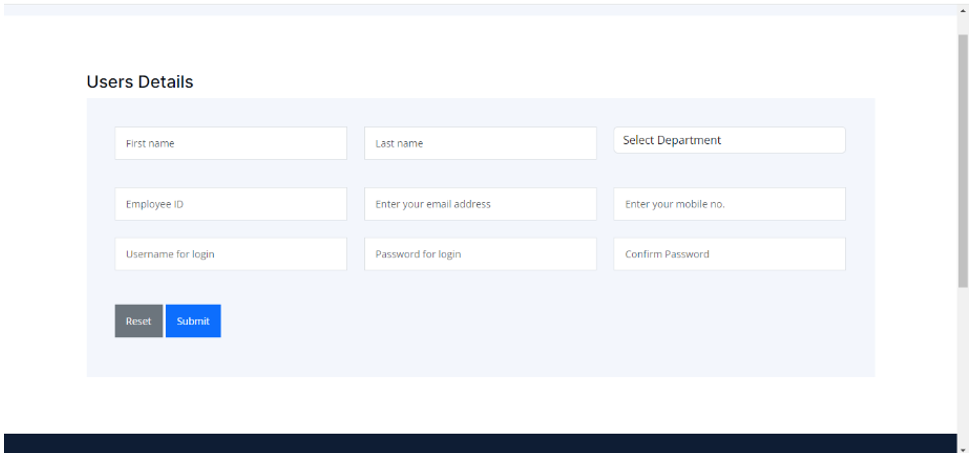 Users Details
First name Last name Select Department
Employee ID Enter your email address Enter your mobile no.
Username for login Password for login Confirm Password
Reset Submit